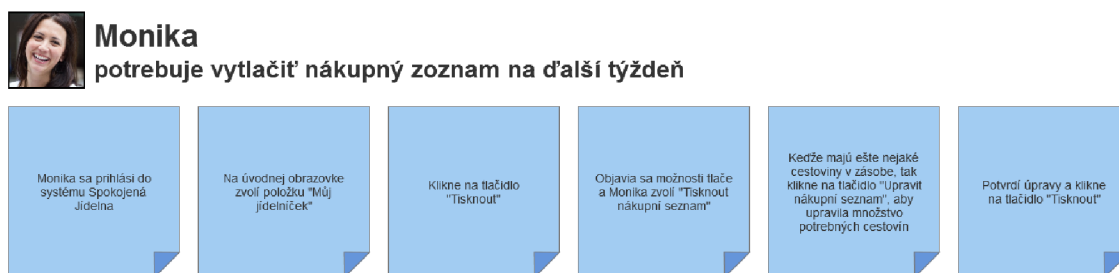 Monika
potrebuje vytlačiť nákupný zoznam na ďalší týždeň
Monika sa prihlási do
systému Spokojená
Jídelna
Na úvodnej obrazovke
zvolí položku "Můj
jídelníček"
Klikne na tlačidlo
"Tisknout"
Objavia sa možnosti tlače
a Monika zvolí "Tisknout
nákupní seznam"
Keďže majú ešte nejaké
cestoviny v zásobe, tak
klikne na tlačidlo "Upravit
nákupní seznam", aby
upravila množstvo
potrebných cestovín
Potvrdí úpravy a klikne
na tlačidlo "Tisknout"